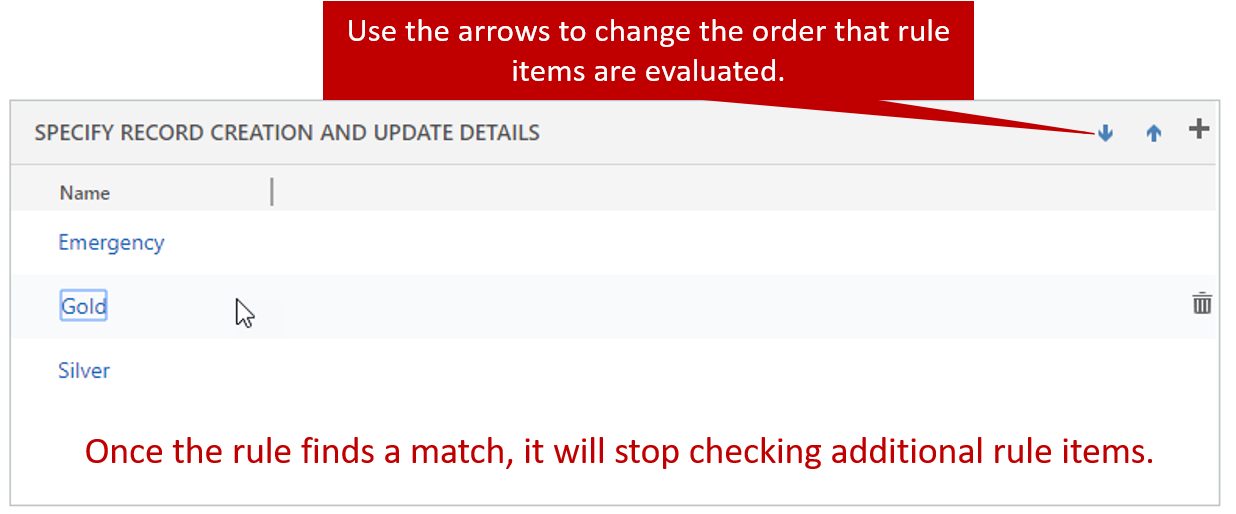 Use the arrows to change the order that rule
items are evaluated.
SPECIFY RECORD CREATION AND UPDATE DETAILS
Name
Emergency
Gold
Silver
Once the rule finds a match, it will stop checking additional rule items.